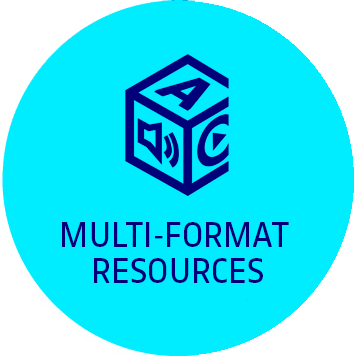 A
MULTI-FORMAT
RESOURCES